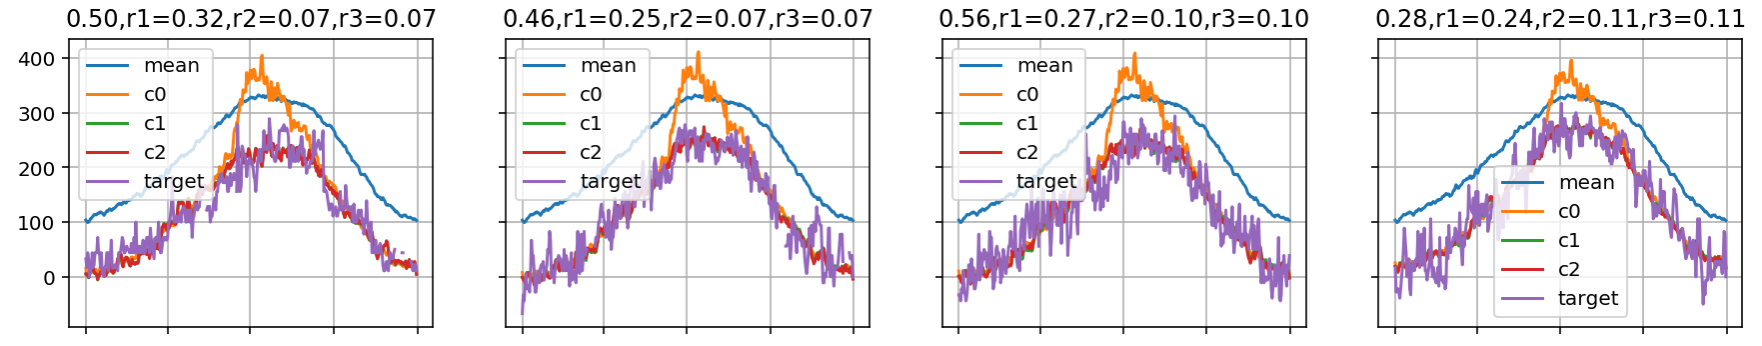 0.50,r1=0.32,r2=0.07,r3=0.07
0.46,r1=0.25,r2=0.07,r3=0.07
0.56,r1=0.27,r2=0.10,r3=0.10
0.28,r1=0.24,r2=0.11,r3=0.11
400
300
200
100
0
mean
c0
c1
c2
target
mean
c0
c1
c2
target
mean
c0
c1
c2
target
mean
c0
c1
c2
target